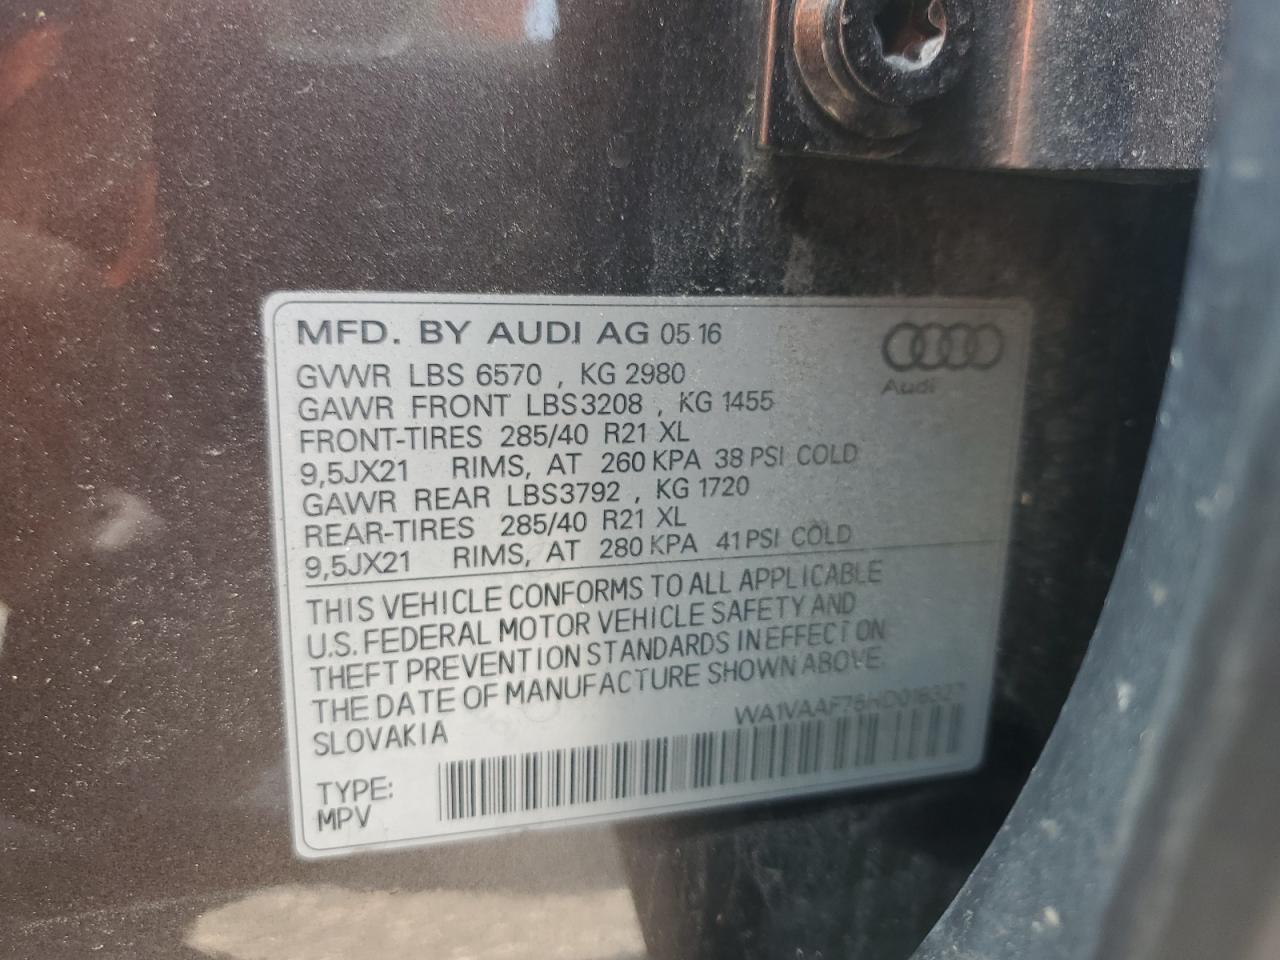 MFD. BY AUDI AG 05 16
Audi
GVWR LBS 6570 , KG 2980
GAWR FRONT LBS3208 , KG 1455
FRONT-TIRES 285/40 R21 XL
9,5JX21 RIMS, AT 260 KPA 38 PSI COLD
GAWR REAR LBS3792 , KG 1720
REAR-TIRES 285/40 R21 XL
9,5JX21 RIMS, AT 280 KPA 41 PSI COLD
THIS VEHICLE CONFORMS TO ALL APPLICABLE
U.S. FEDERAL MOTOR VEHICLE SAFETY AND
THEFT PREVENTION STANDARDS IN EFFECT ON
THE DATE OF MANUFACTURE SHOWN ABOVE.
SLOVAKIA
TYPE:
MPV